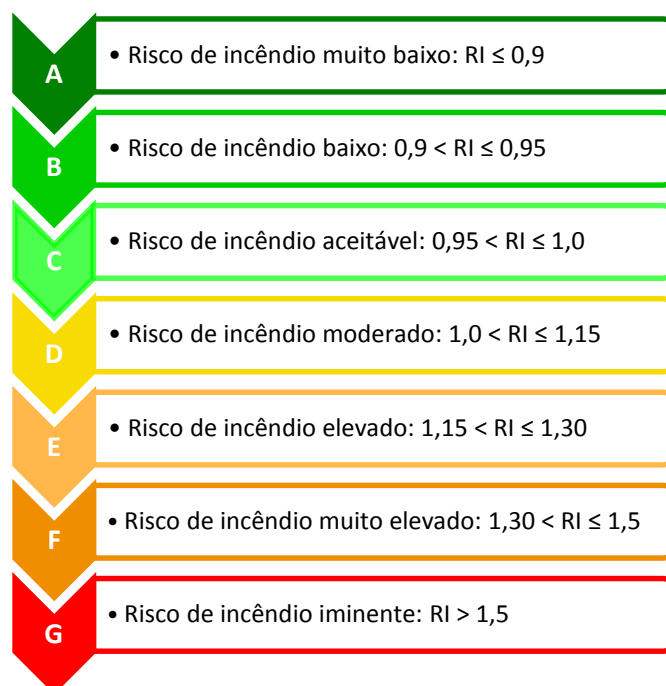 A
• Risco de incêndio muito baixo: RI ≤ 0,9
B
• Risco de incêndio baixo: 0,9 < RI ≤ 0,95
C
• Risco de incêndio aceitável: 0,95 < RI ≤ 1,0
D
• Risco de incêndio moderado: 1,0 < RI ≤ 1,15
E
• Risco de incêndio elevado: 1,15 < RI ≤ 1,30
F
• Risco de incêndio muito elevado: 1,30 < RI ≤ 1,5
G
• Risco de incêndio iminente: RI > 1,5